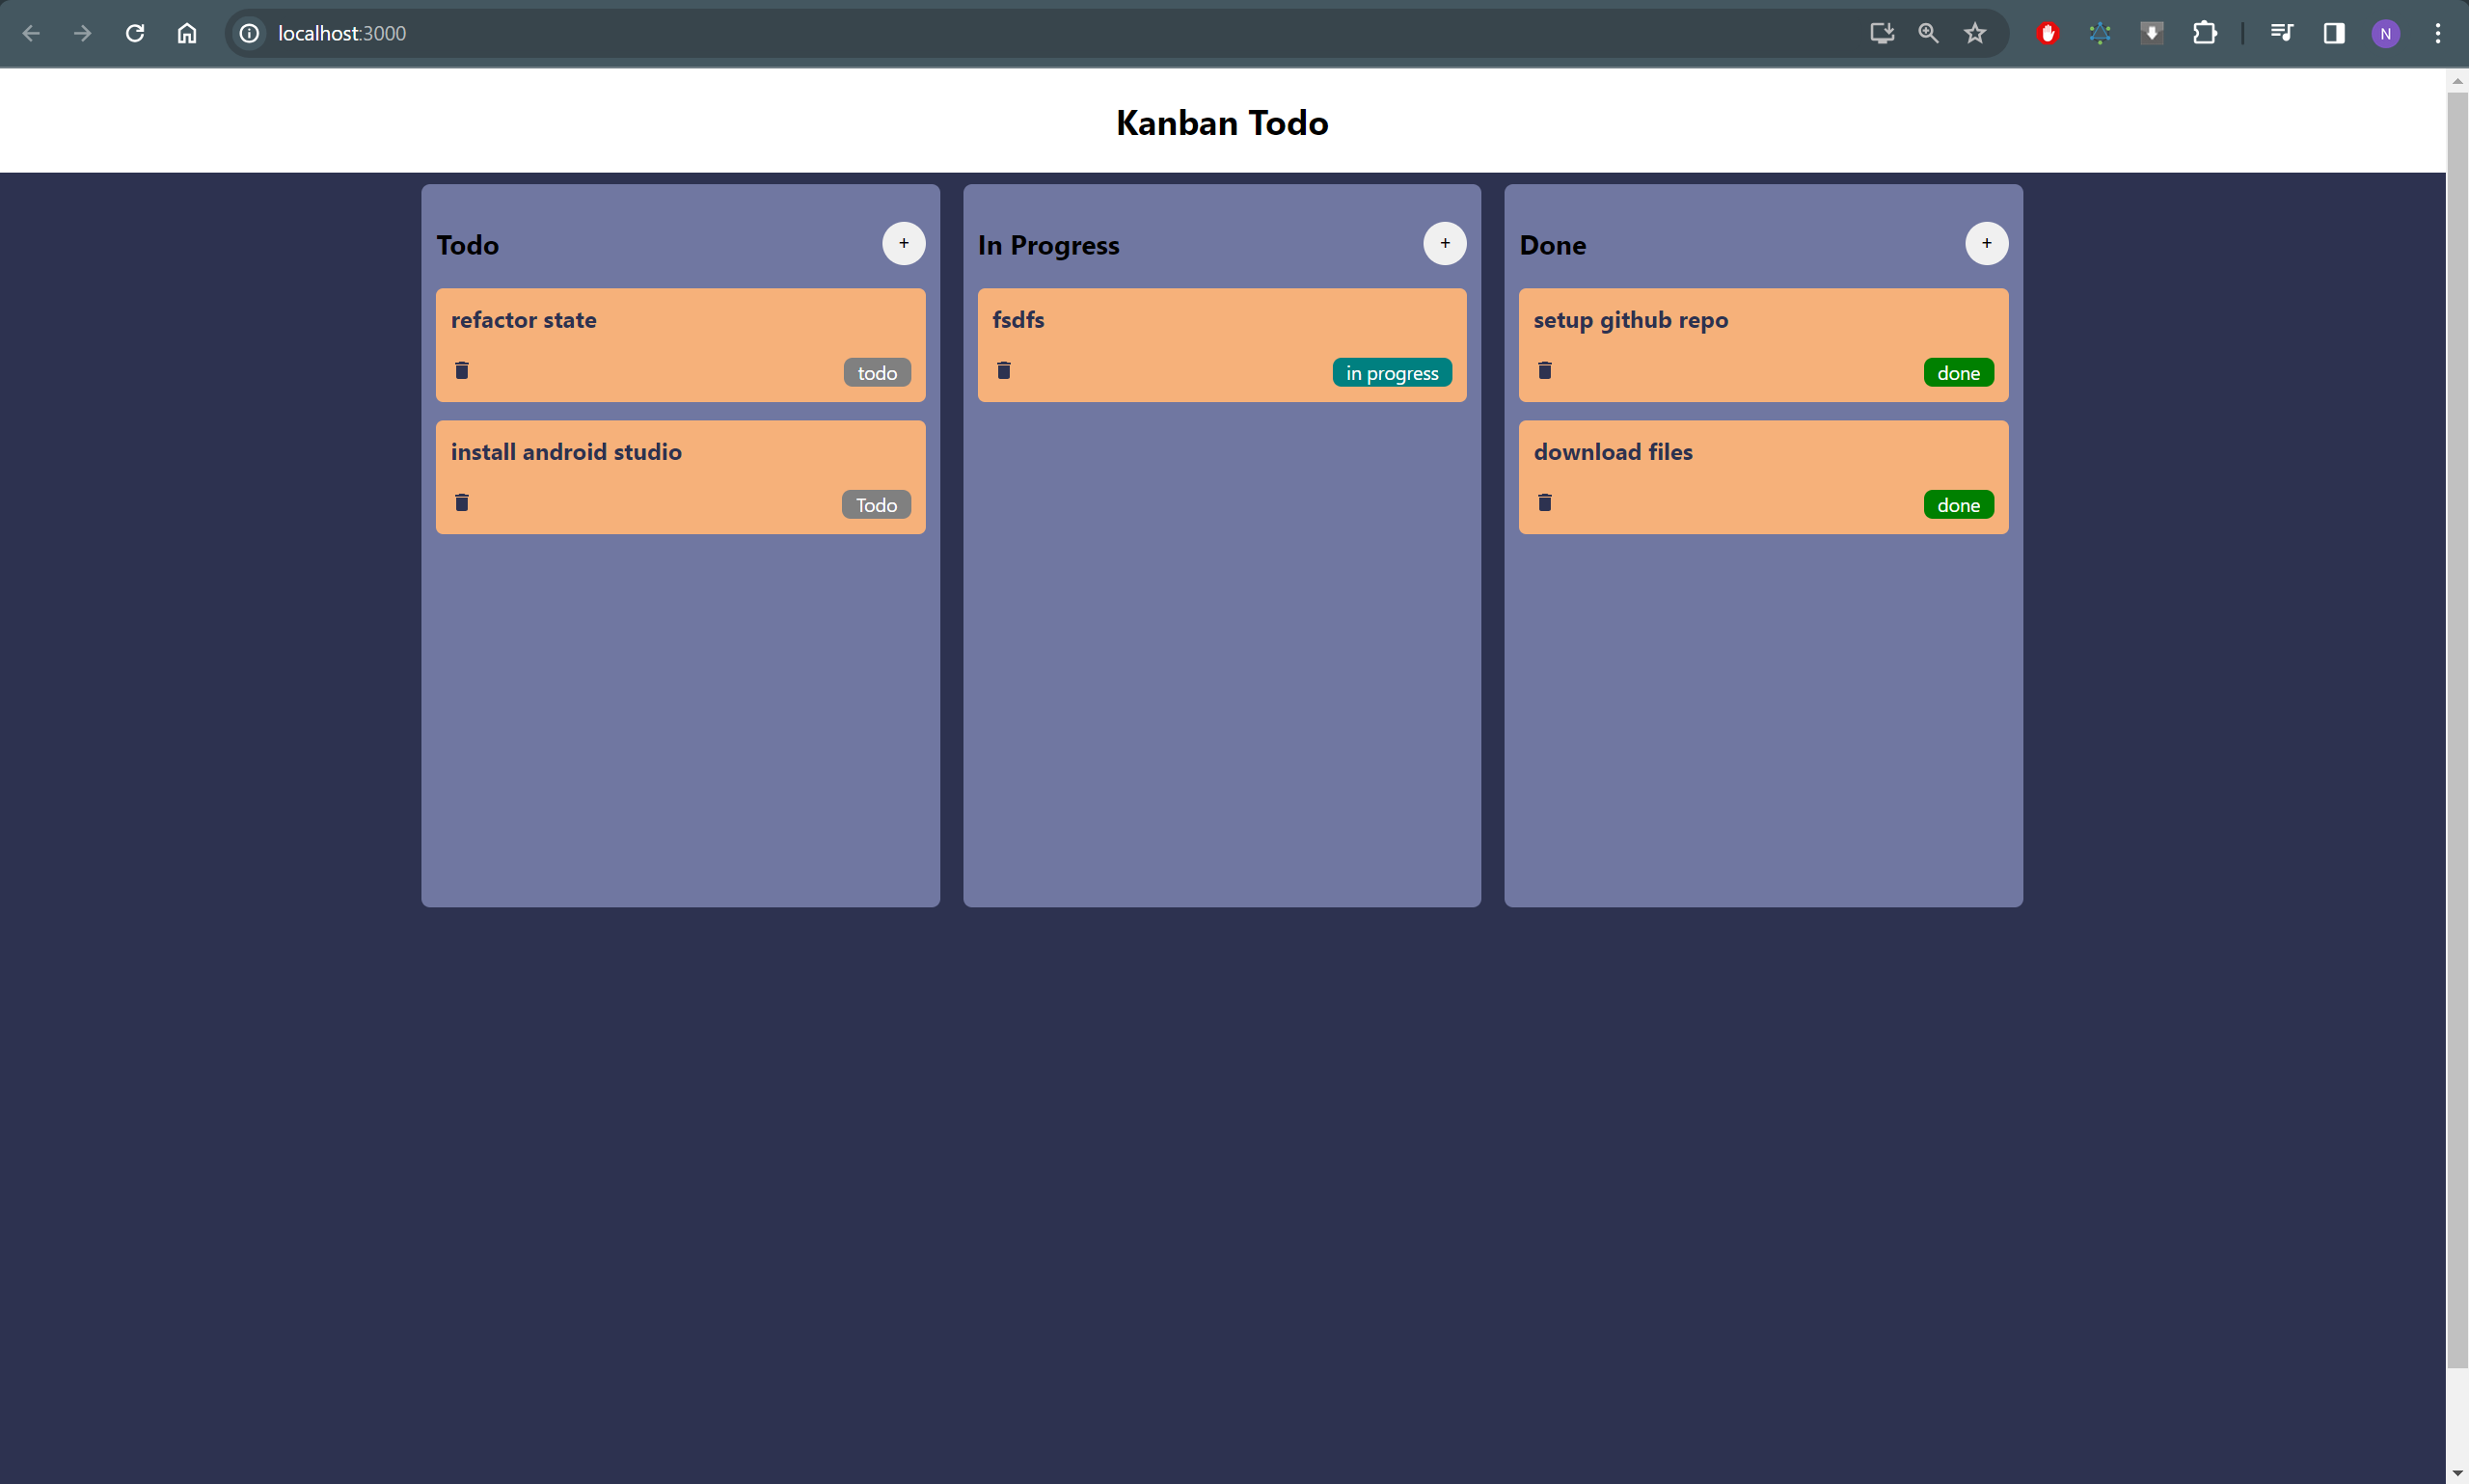 localhost:3000
N
Kanban Todo
Todo
+
refactor state
todo
install android studio
Todo
In Progress
+
fsdfs
in progress
Done
+
setup github repo
done
download files
done